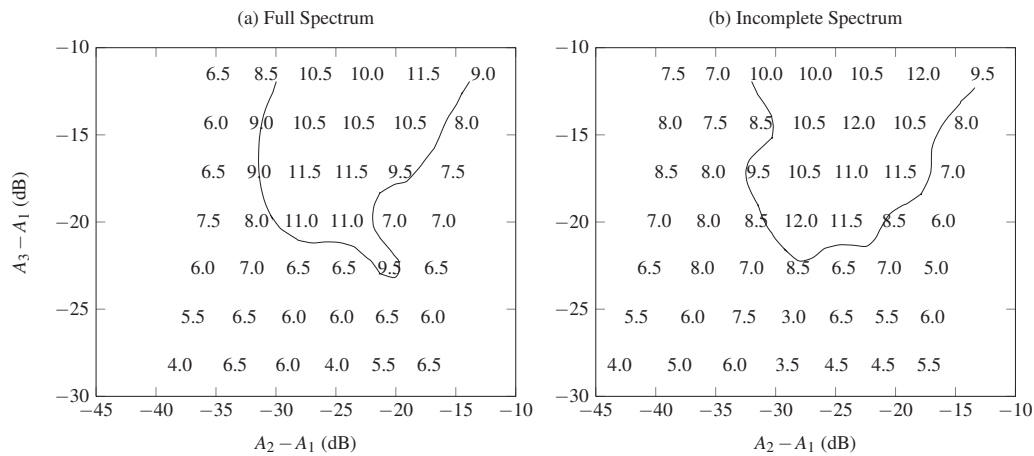 (a) Full Spectrum
(b) Incomplete Spectrum
A3 − A1 (dB)
−10
6.5 8.5 10.5 10.0 11.5 9.0
6.0 9.0 10.5 10.5 10.5 8.0
−15
6.5 9.0 11.5 11.5 9.5 7.5
7.5 8.0 11.0 11.0 7.0 7.0
−20
6.0 7.0 6.5 6.5 9.5 6.5
−25
5.5 6.5 6.0 6.0 6.5 6.0
4.0 6.5 6.0 4.0 5.5 6.5
−30
−45 −40 −35 −30 −25 −20 −15 −10
A2 − A1 (dB)
−10
7.5 7.0 10.0 10.0 10.5 12.0 9.5
8.0 7.5 8.5 10.5 12.0 10.5 8.0
−15
8.5 8.0 9.5 10.5 11.0 11.0 7.0
7.0 8.0 8.5 12.0 11.5 8.5 6.0
−20
6.5 8.0 7.0 8.5 6.5 7.0 5.0
−25
5.5 6.0 7.5 3.0 6.5 5.5 6.0
4.0 5.0 6.0 3.5 4.5 4.5 5.5
−30
−45 −40 −35 −30 −25 −20 −15 −10
A2 − A1 (dB)